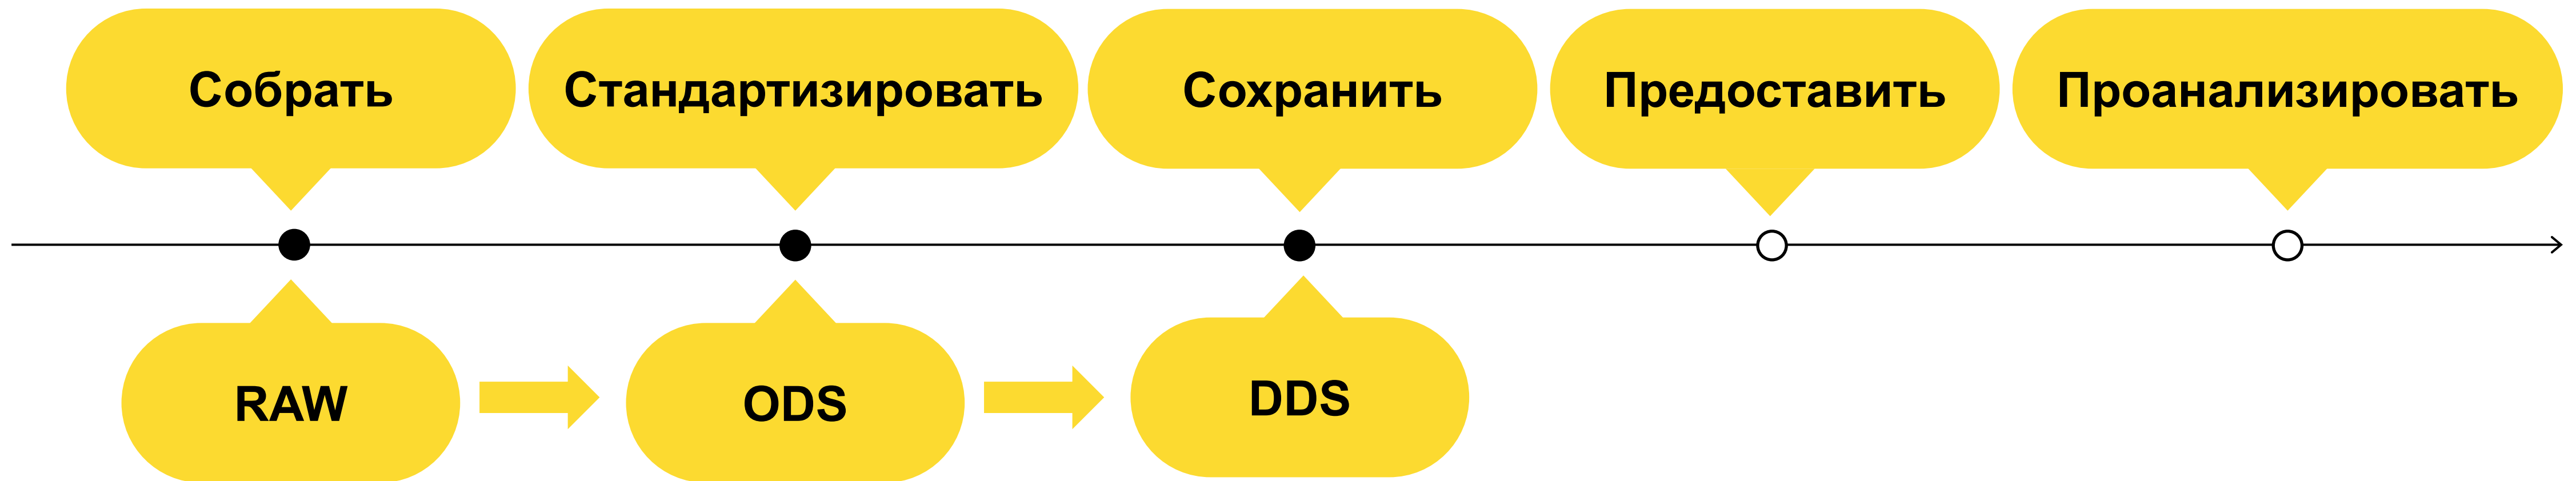 Собрать
Стандартизировать
Сохранить
Предоставить
Проанализировать
RAW
ODS
DDS